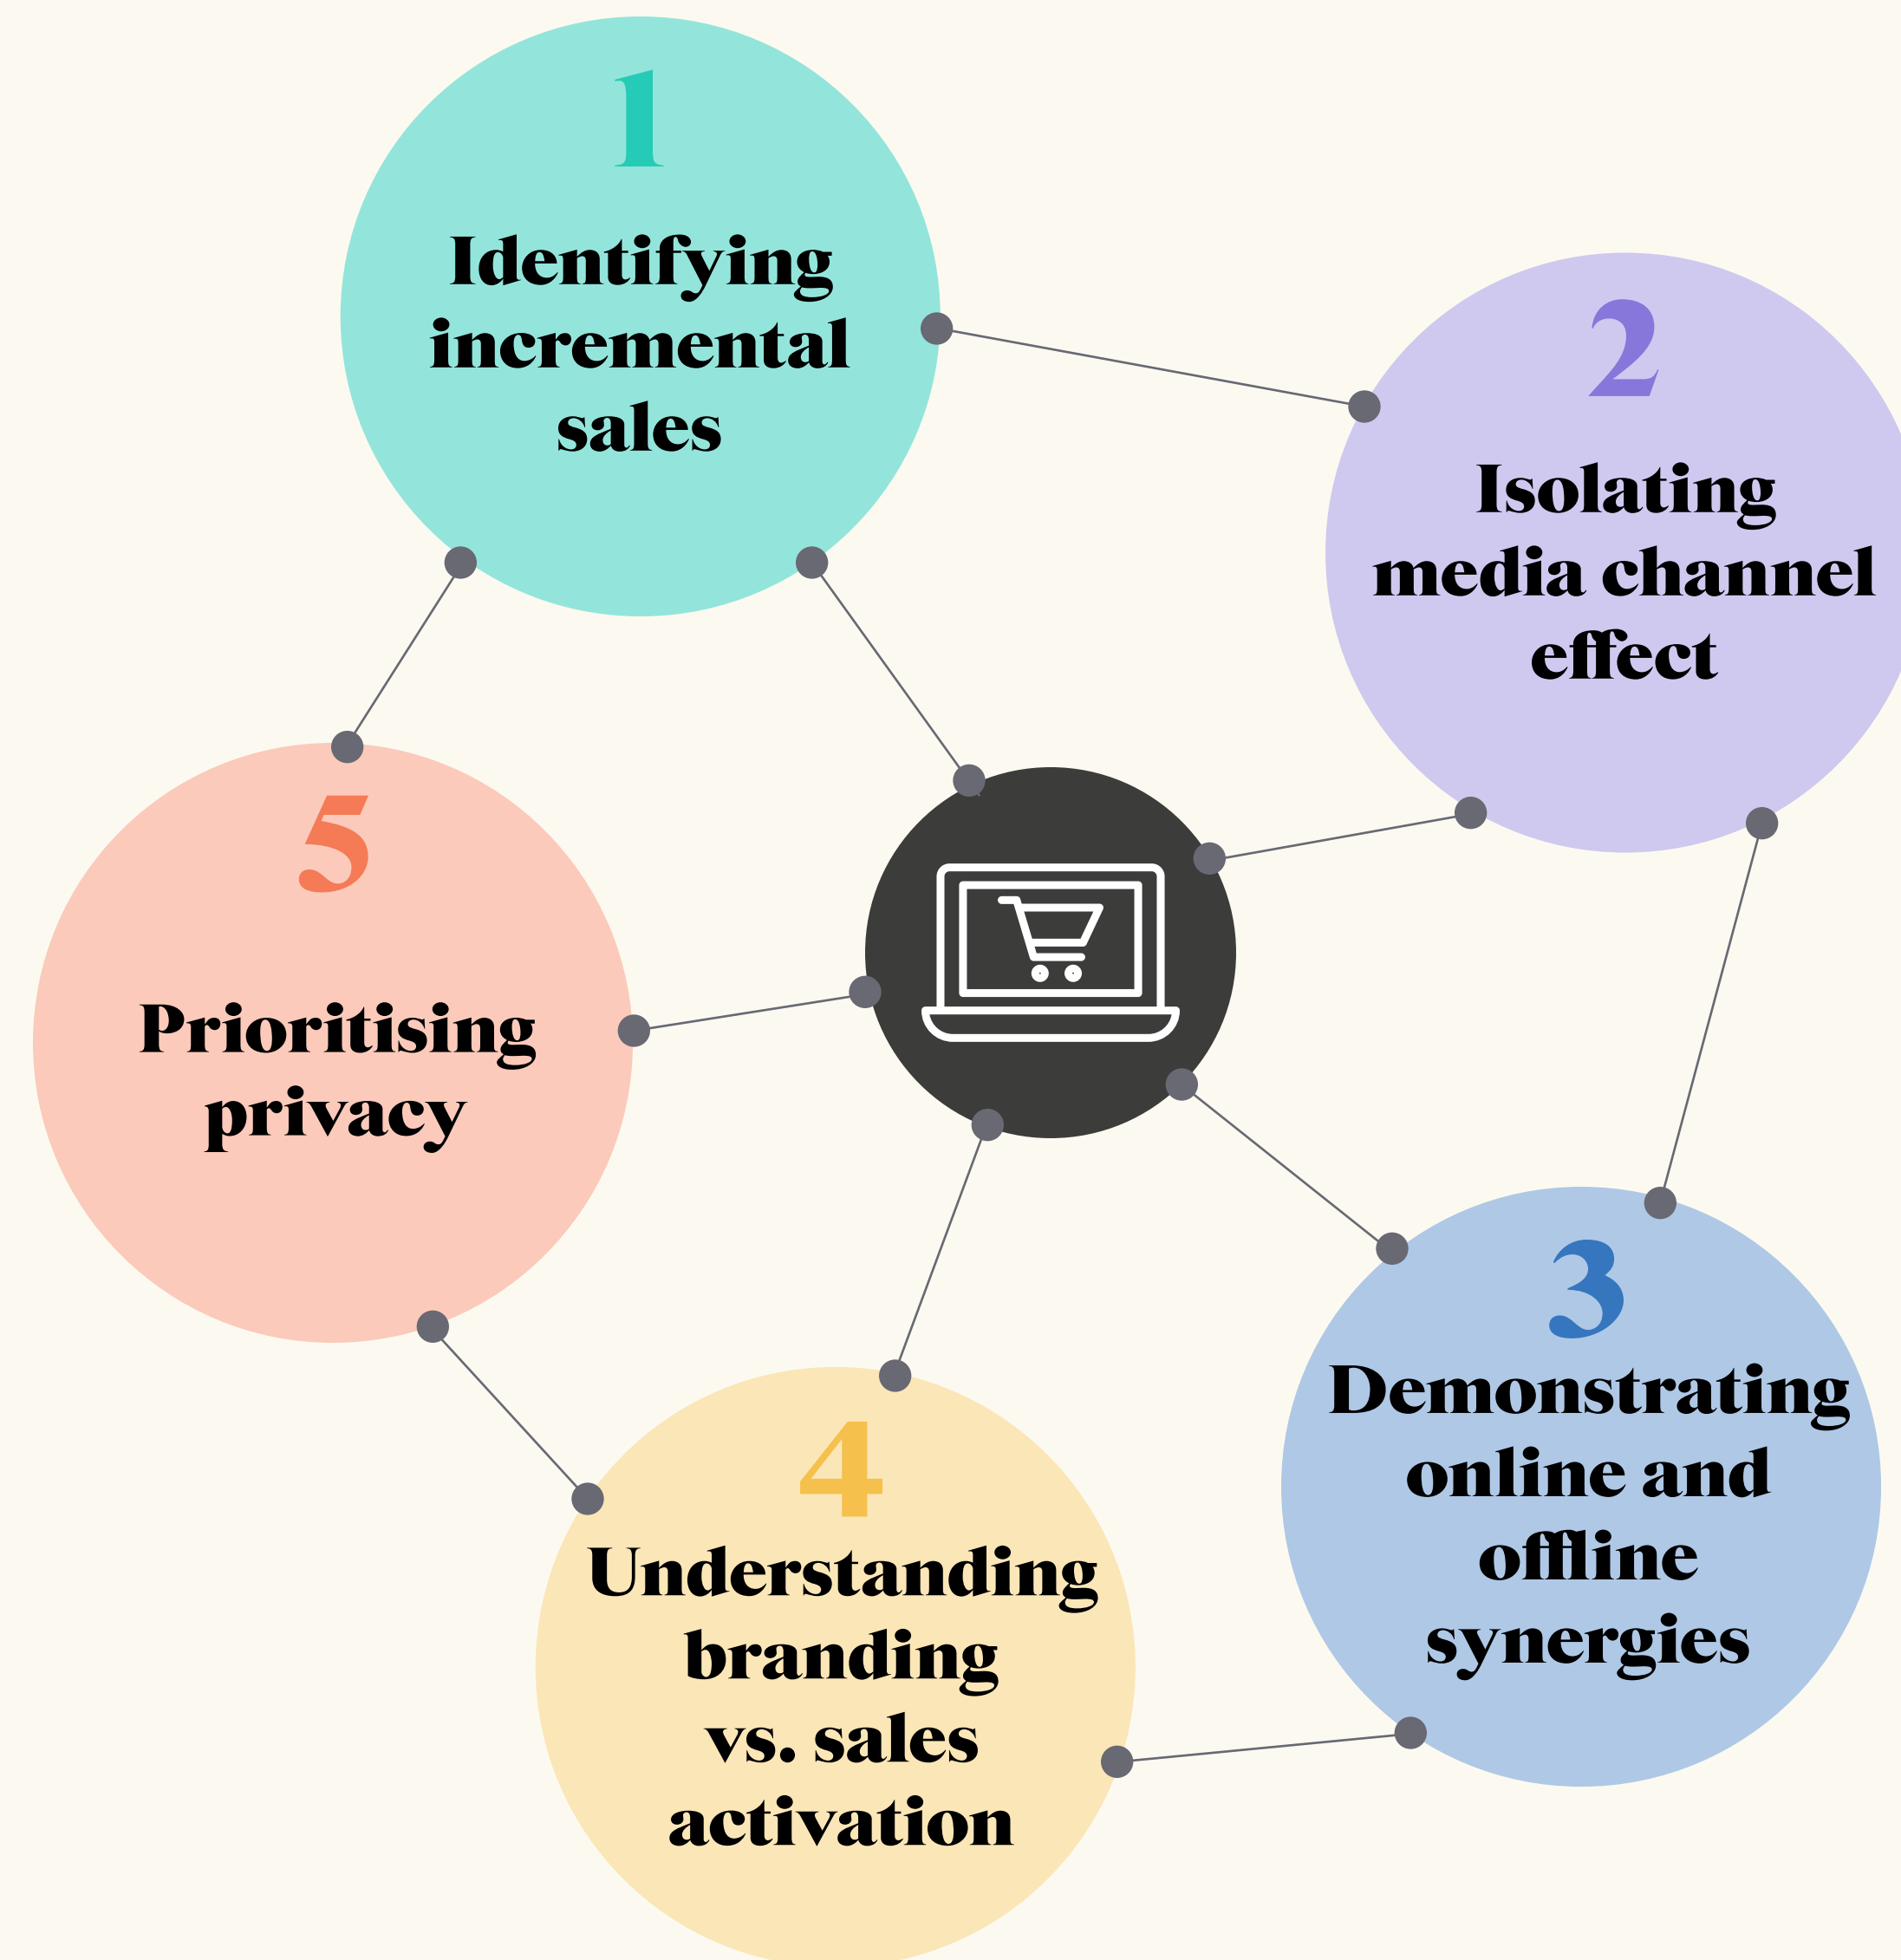 1
Identifying
incremental
sales
2
Isolating
media channel
effect
3
Demonstrating
online and
offline
synergies
4
Understanding
branding
vs. sales
activation
5
Prioritising
privacy